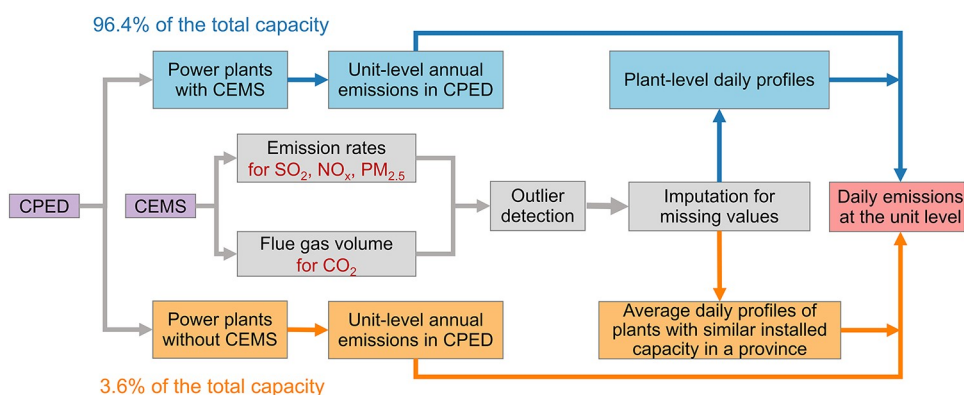 96.4% of the total capacity
Power plants
with CEMS
Unit-level annual
emissions in CPED
Plant-level daily profiles
Emission rates
for SO₂, NOₓ, PM₂.₅
CPED
CEMS
Outlier
detection
Imputation for
missing values
Daily emissions
at the unit level
Flue gas volume
for CO₂
Power plants
without CEMS
Unit-level annual
emissions in CPED
Average daily profiles of
plants with similar installed
capacity in a province
3.6% of the total capacity